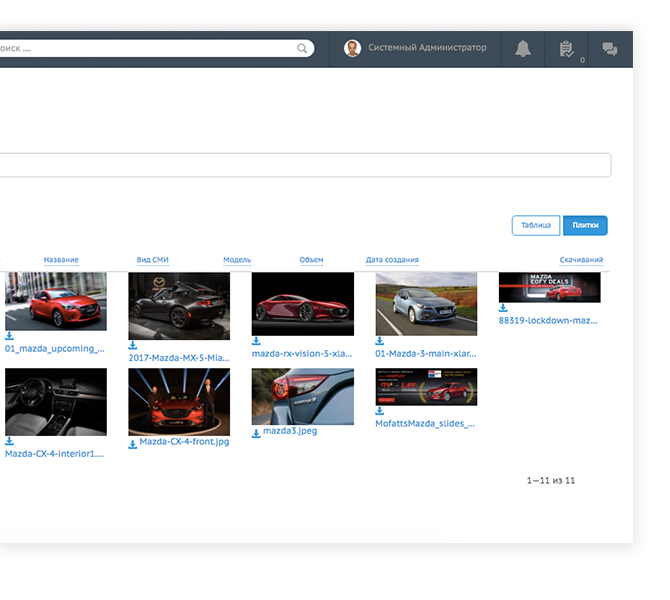 оиск ....
Системный Администратор
0
Таблица
Плитки
Название
Вид СМИ
Модель
Объем
Дата создания
Скачиваний
MAZDA
EOFY DEALS
01_mazda_upcoming_...
2017-Mazda-MX-5-Mia...
mazda-rx-vision-5-xla...
01-Mazda-3-main-xlar...
88319-lockdown-maz...
Mazda-CX-4-interior1....
Mazda-CX-4-front.jpg
mazda3.jpeg
MofattsMazda_slides_...
1—11 из 11